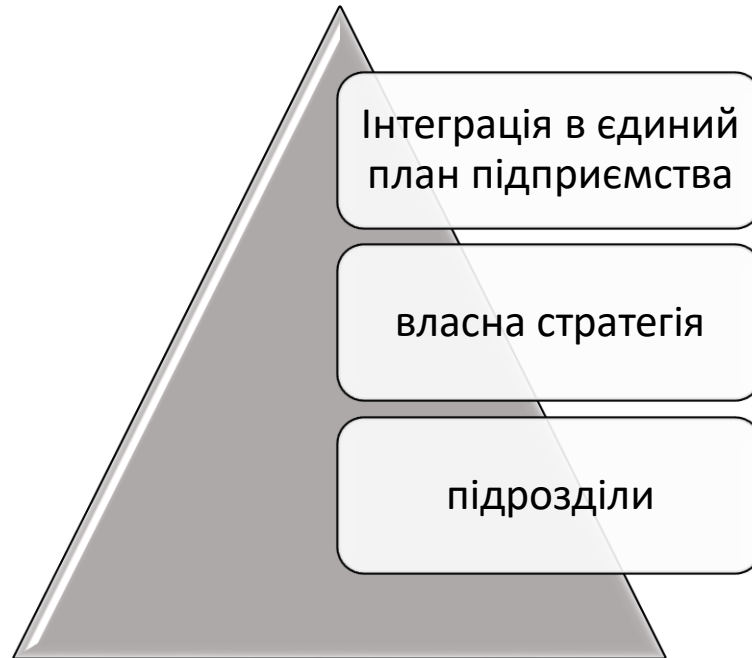 Інтеграція в єдиний
план підприємства
власна стратегія
підрозділи